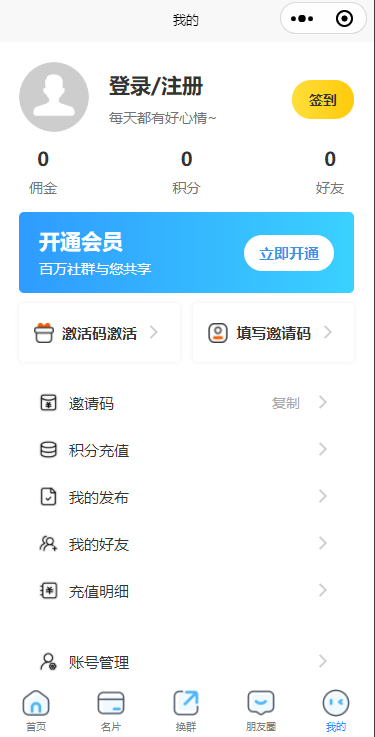 我的
登录/注册
每天都有好心情~
签到
0 0 0
佣金 积分 好友
开通会员
百万社群与您共享
立即开通
激活码激活 填写邀请码
邀请码 复制
积分充值
我的发布
我的好友
充值明细
账号管理
首页 名片 换群 朋友圈 我的